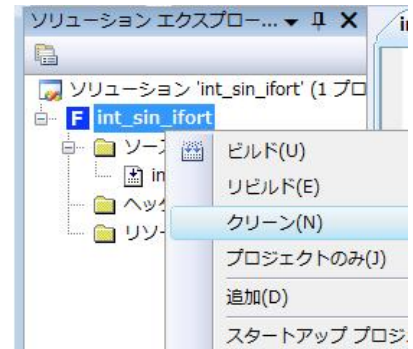 ソリューション エクスプロー...
ソリューション 'int_sin_ifort' (1 プロ
int_sin_ifort
ソー
in
ヘッダ
リソー
ビルド(U)
リビルド(E)
クリーン(N)
プロジェクトのみ(J)
追加(D)
スタートアップ プロジ